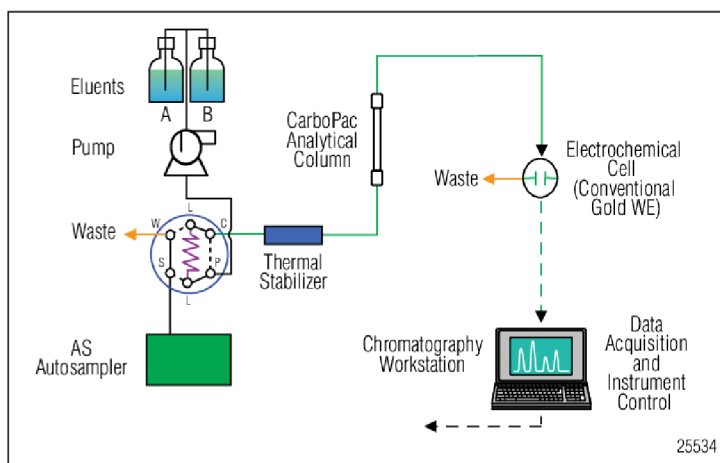 Eluents
A
B
Pump
CarboPac
Analytical
Column
Electrochemical
Cell
(Conventional
Gold WE)
Waste
Waste
W
L
C
S
P
L
Thermal
Stabilizer
AS
Autosampler
Chromatography
Workstation
Data
Acquisition
and
Instrument
Control
25534